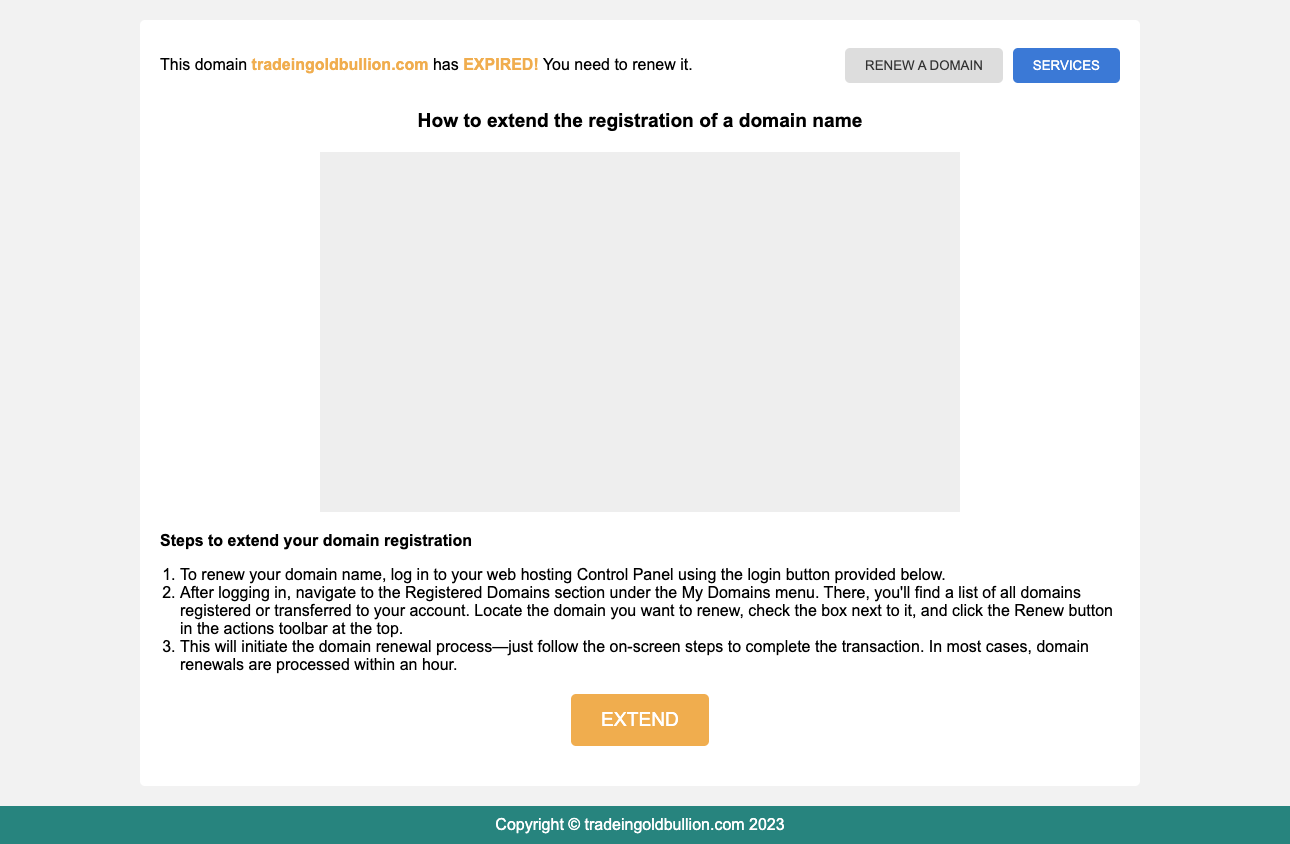 This domain tradeingoldbullion.com has EXPIRED! You need to renew it.
RENEW A DOMAIN
SERVICES
How to extend the registration of a domain name
Steps to extend your domain registration
1. To renew your domain name, log in to your web hosting Control Panel using the login button provided below.
2. After logging in, navigate to the Registered Domains section under the My Domains menu. There, you'll find a list of all domains
registered or transferred to your account. Locate the domain you want to renew, check the box next to it, and click the Renew button
in the actions toolbar at the top.
3. This will initiate the domain renewal process—just follow the on-screen steps to complete the transaction. In most cases, domain
renewals are processed within an hour.
EXTEND
Copyright © tradeingoldbullion.com 2023